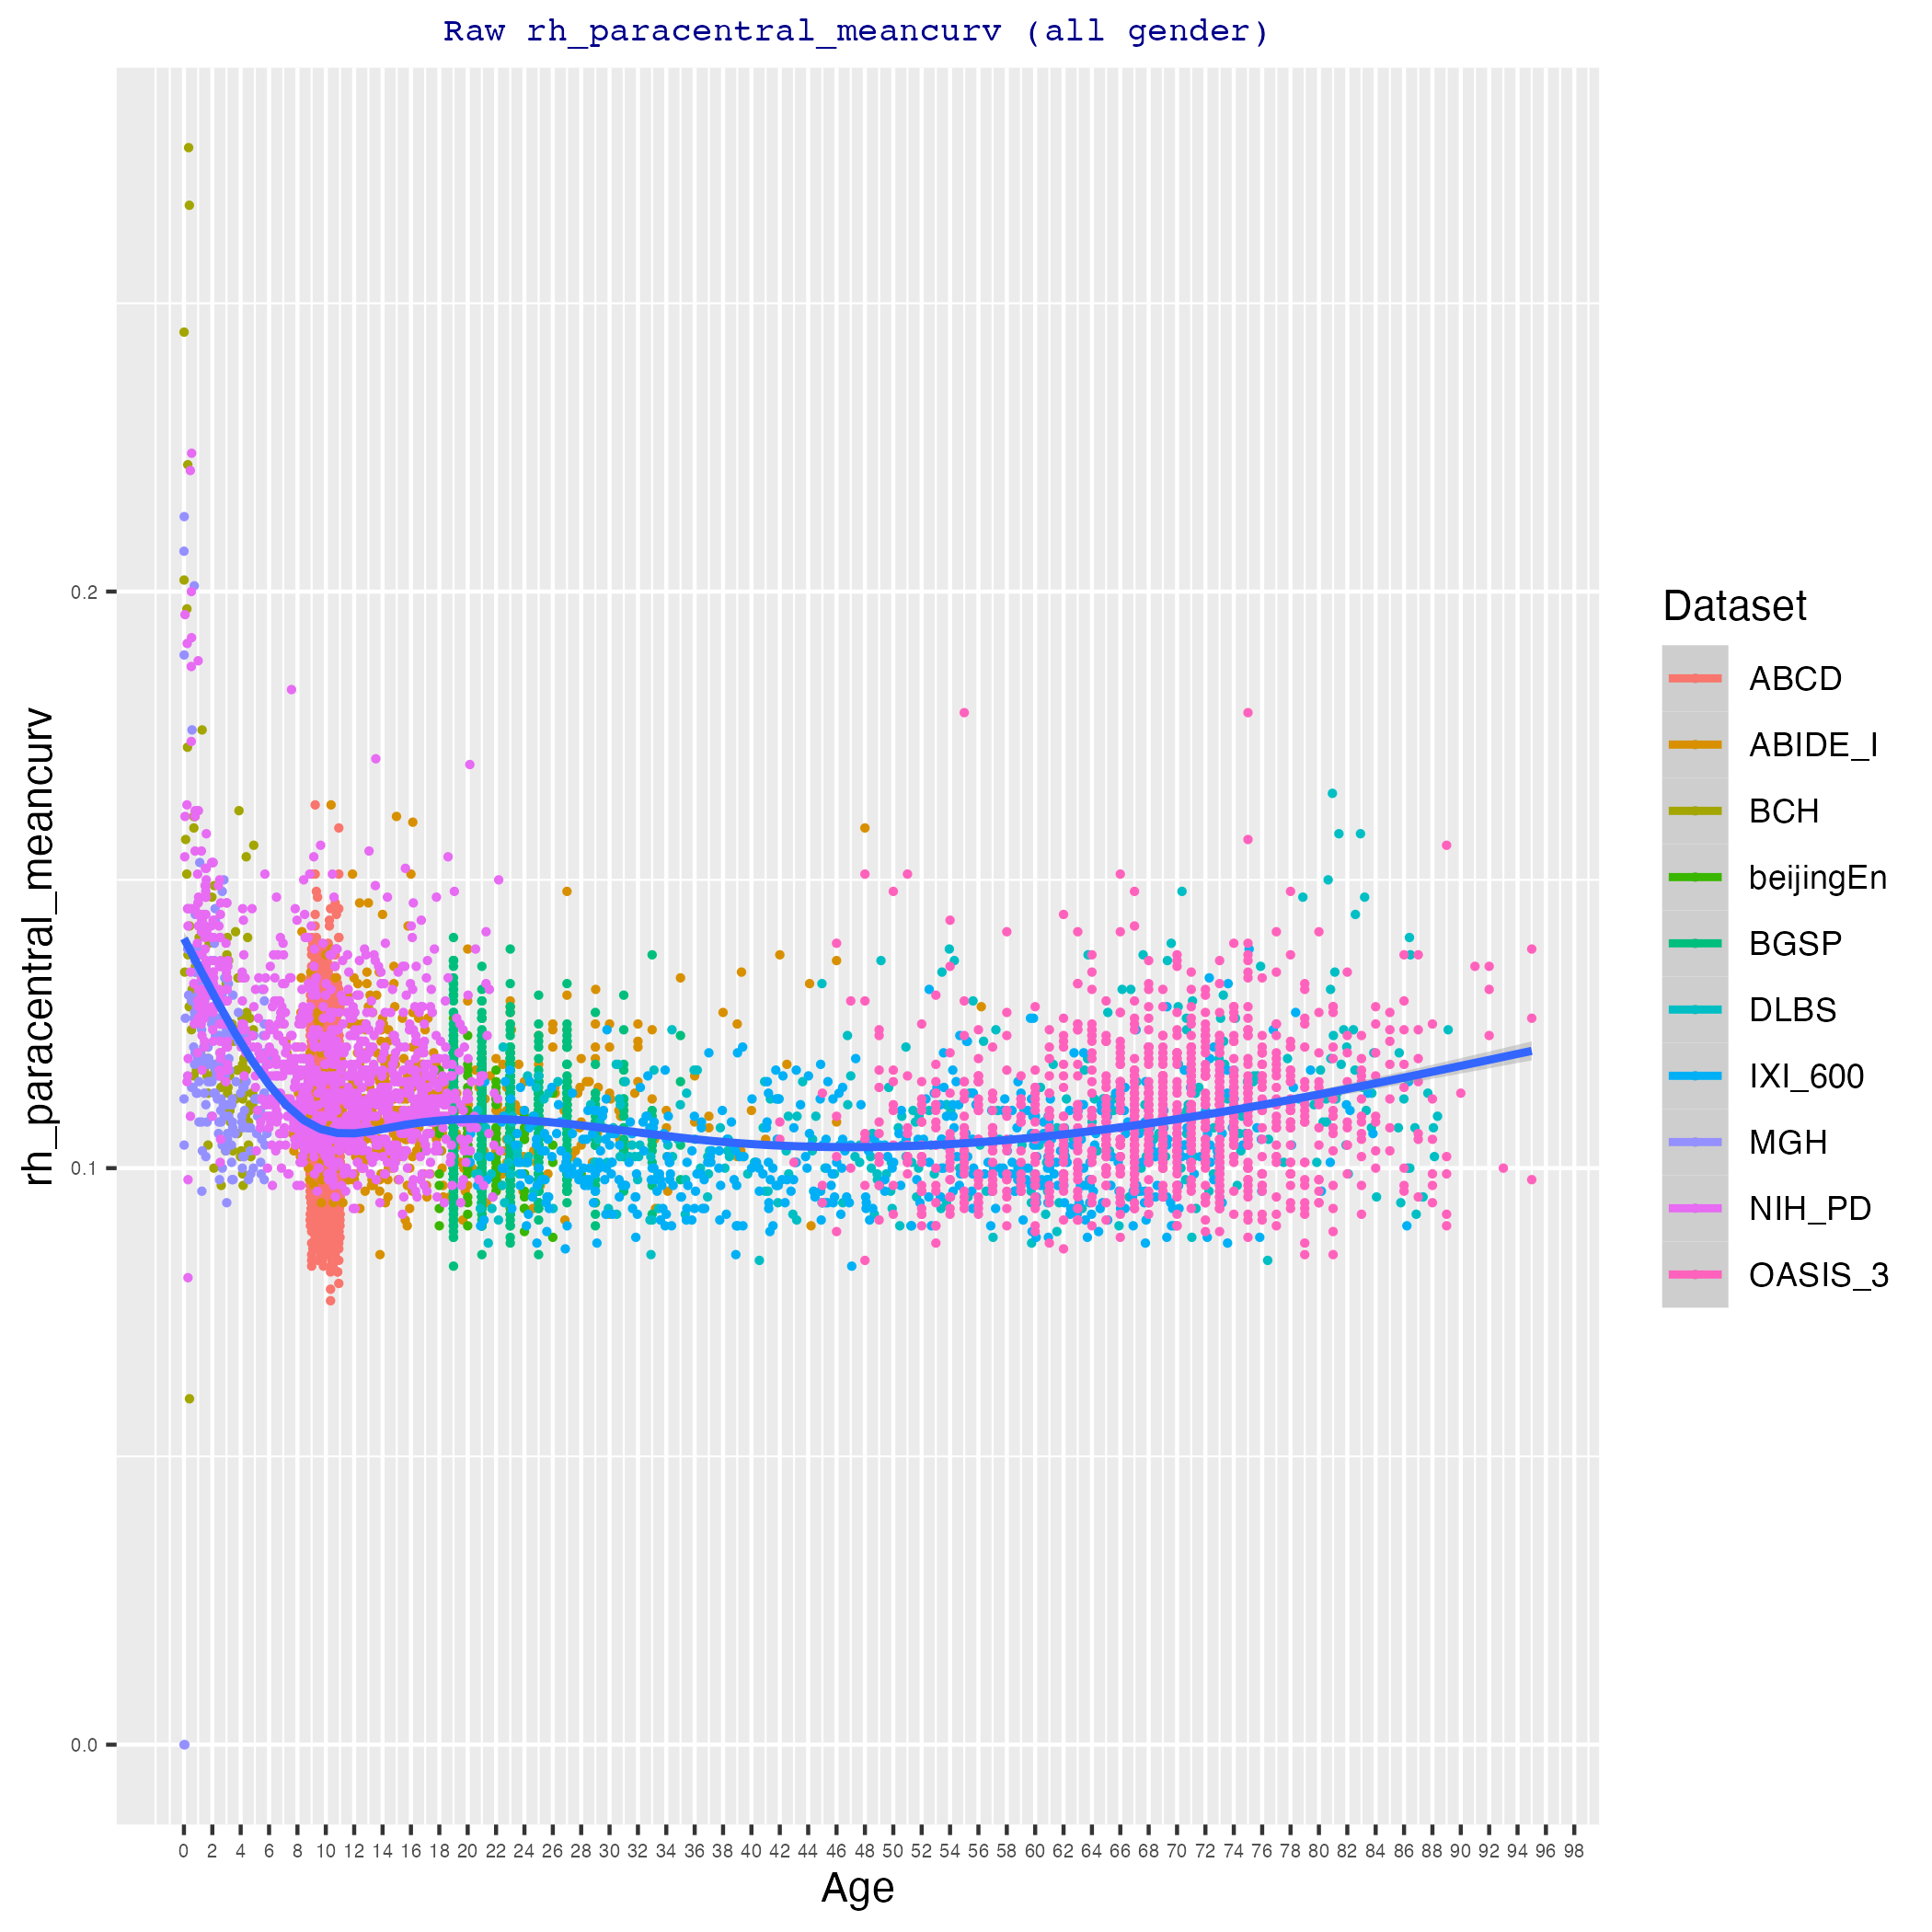 Raw rh_paracentral_meancurv (all gender)
rh_paracentral_meancurv
0.2
0.1
0.0
0 2 4 6 8 10 12 14 16 18 20 22 24 26 28 30 32 34 36 38 40 42 44 46 48 50 52 54 56 58 60 62 64 66 68 70 72 74 76 78 80 82 84 86 88 90 92 94 96 98
Age
Dataset
ABCD
ABIDE_I
BCH
beijingEn
BGSP
DLBS
IXI_600
MGH
NIH_PD
OASIS_3